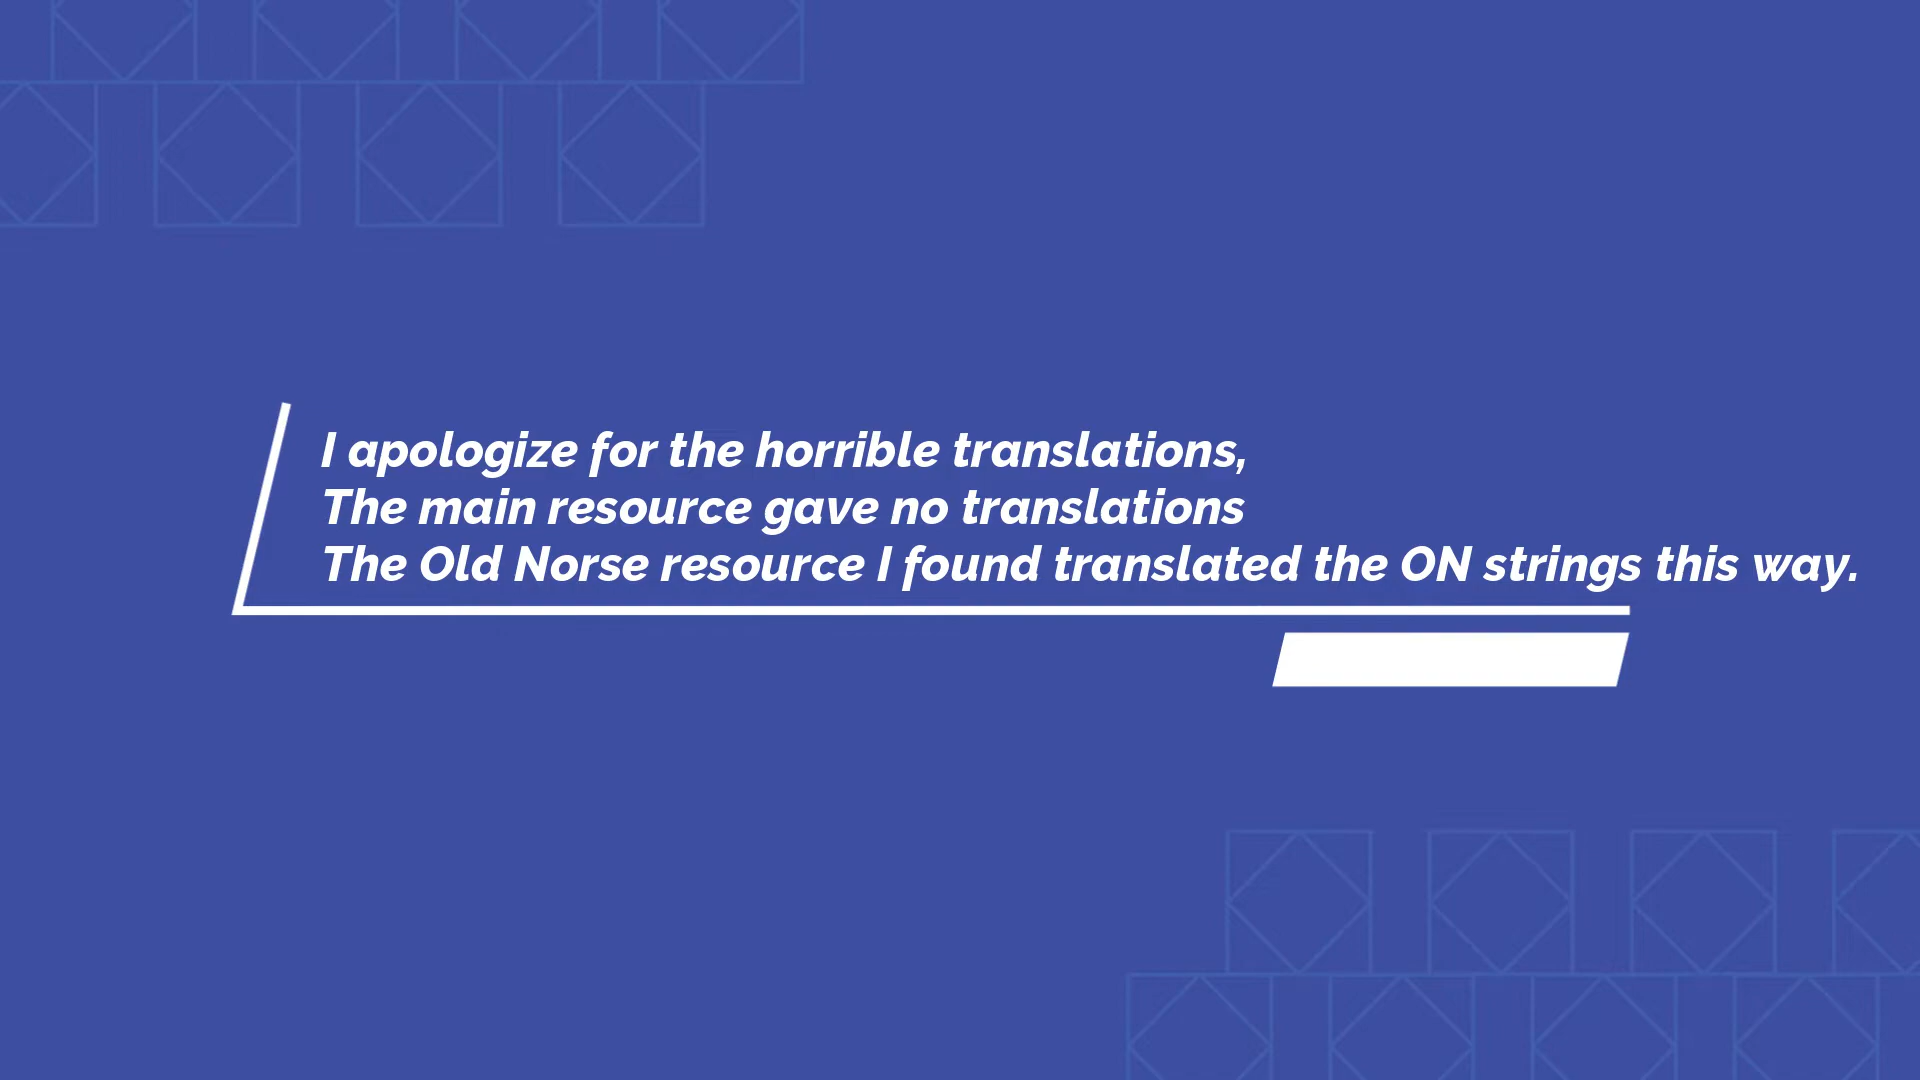 I apologize for the horrible translations,
The main resource gave no translations
The Old Norse resource I found translated the ON strings this way.